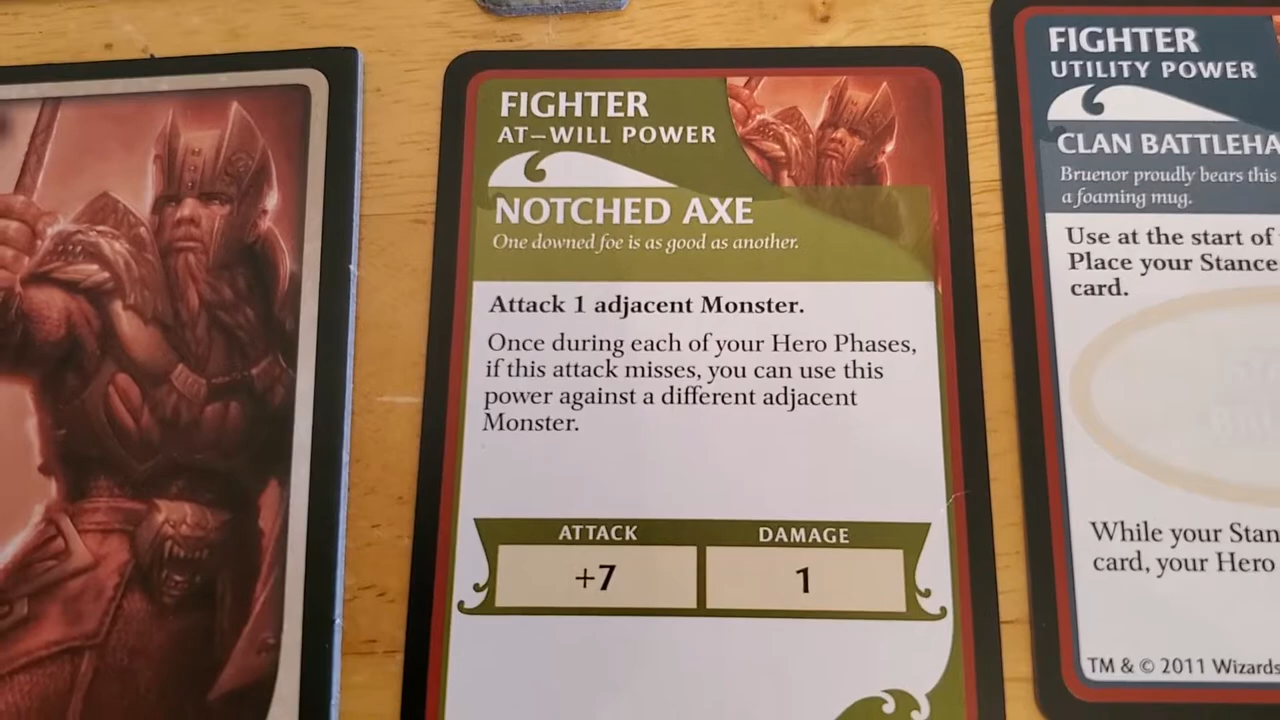 FIGHTER
AT–WILL POWER
NOTCHED AXE
One downed foe is as good as another.
Attack 1 adjacent Monster.
Once during each of your Hero Phases,
if this attack misses, you can use this
power against a different adjacent
Monster.
ATTACK
DAMAGE
+7
1
FIGHTER
UTILITY POWER
CLAN BATTLEHA
Bruenor proudly bears this
a foaming mug.
Use at the start of
Place your Stance
card.
While your Stan
card, your Hero
TM & © 2011 Wizards